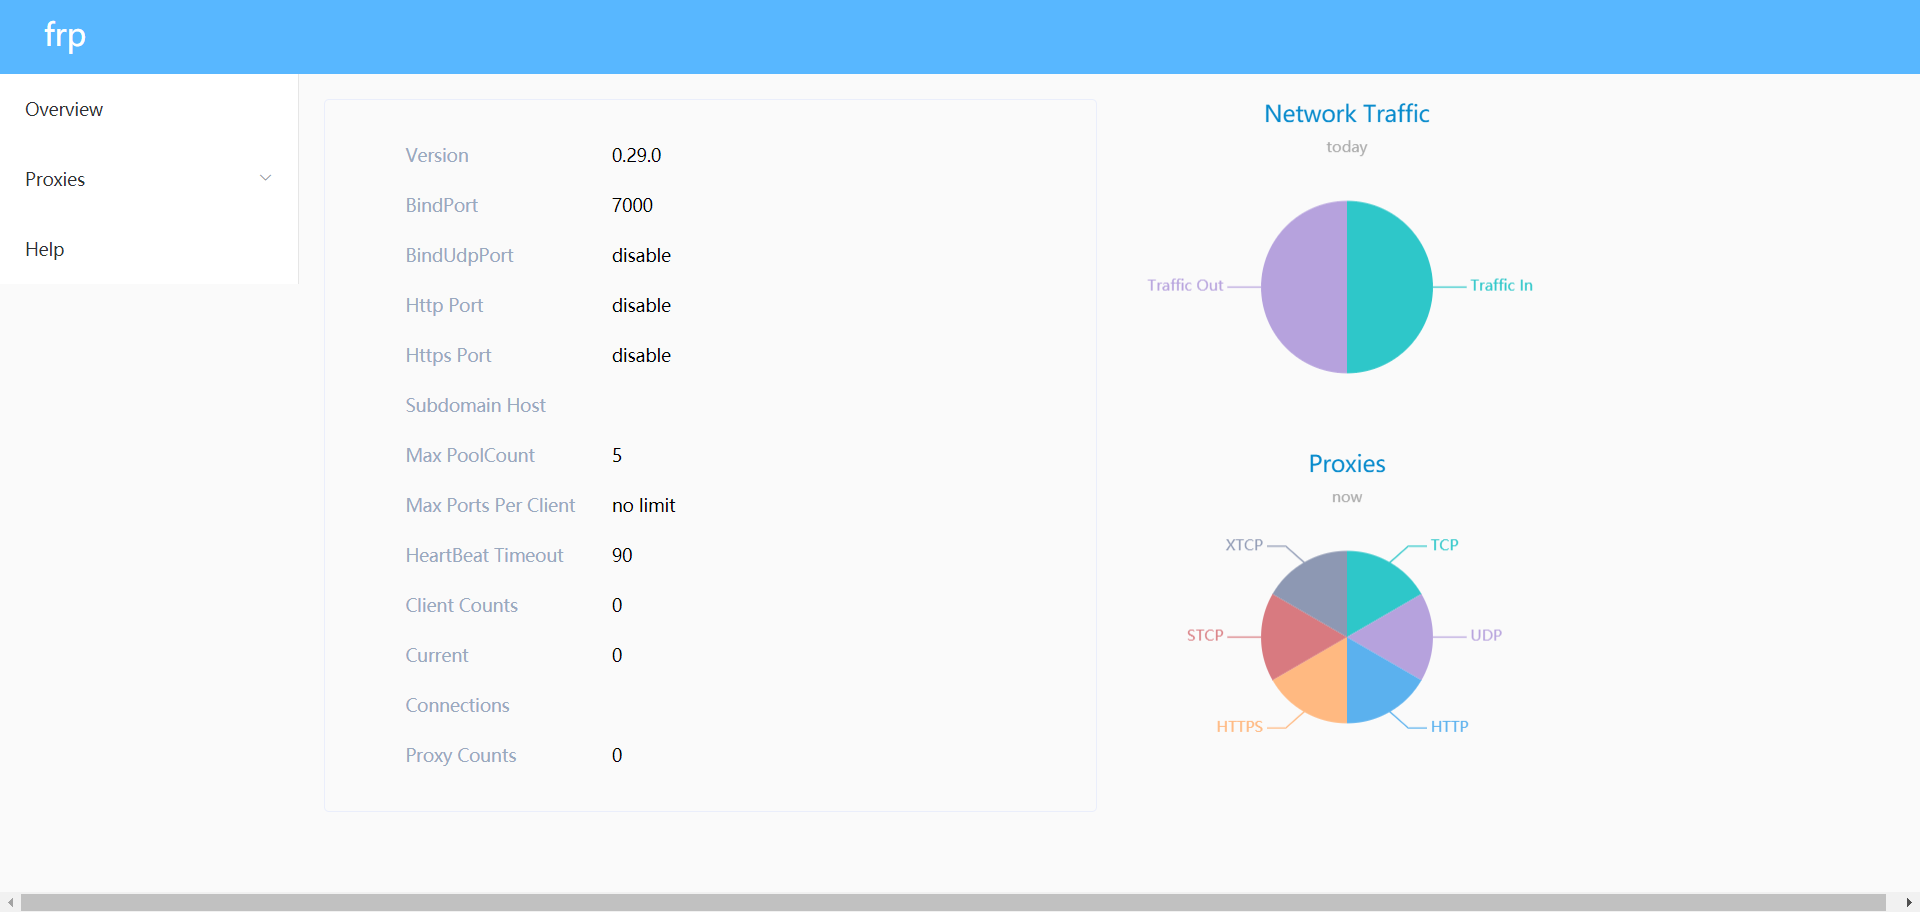 frp
Overview
Proxies
Help
Version 0.29.0
BindPort 7000
BindUdpPort disable
Http Port disable
Https Port disable
Subdomain Host
Max PoolCount 5
Max Ports Per Client no limit
HeartBeat Timeout 90
Client Counts 0
Current 0
Connections
Proxy Counts 0
Network Traffic
today
Traffic Out
Traffic In
Proxies
now
XTCP
TCP
STCP
UDP
HTTPS
HTTP